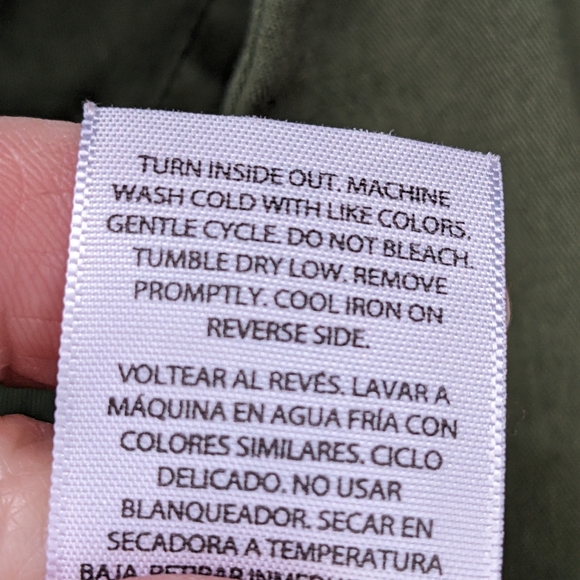 TURN INSIDE OUT. MACHINE
WASH COLD WITH LIKE COLORS.
GENTLE CYCLE. DO NOT BLEACH.
TUMBLE DRY LOW. REMOVE
PROMPTLY. COOL IRON ON
REVERSE SIDE.
VOLTEAR AL REVÉS. LAVAR A
MÁQUINA EN AGUA FRÍA CON
COLORES SIMILARES. CICLO
DELICADO. NO USAR
BLANQUEADOR. SECAR EN
SECADORA A TEMPERATURA
BAJA. RETIRAR